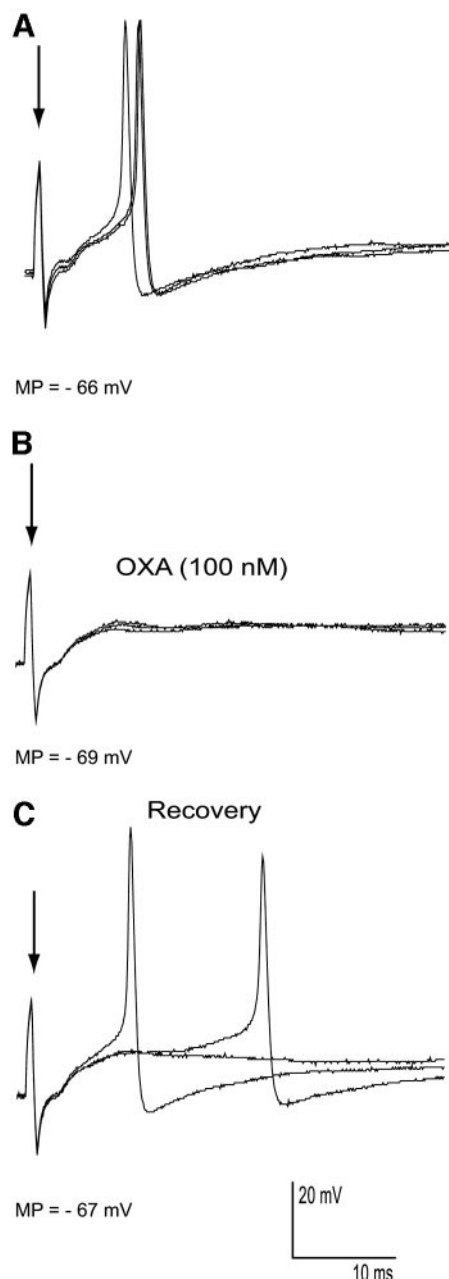 A
MP = - 66 mV
B
OXA (100 nM)
MP = - 69 mV
C
Recovery
MP = - 67 mV
20 mV
10 ms